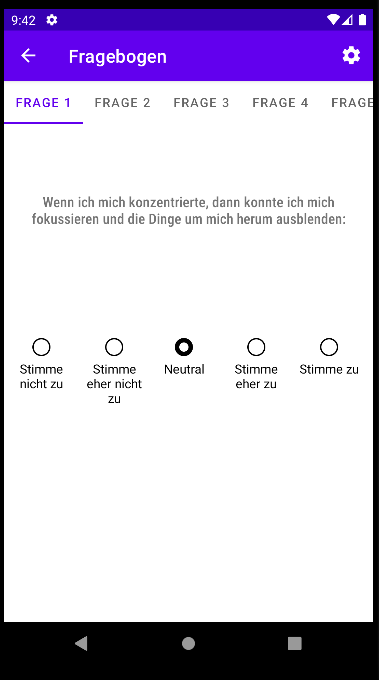 9:42
Fragebogen
FRAGE 1 FRAGE 2 FRAGE 3 FRAGE 4 FRAGE
Wenn ich mich konzentrierte, dann konnte ich mich
fokussieren und die Dinge um mich herum ausblenden:
Stimme
nicht zu
Stimme
eher nicht
zu
Neutral
Stimme
eher zu
Stimme zu